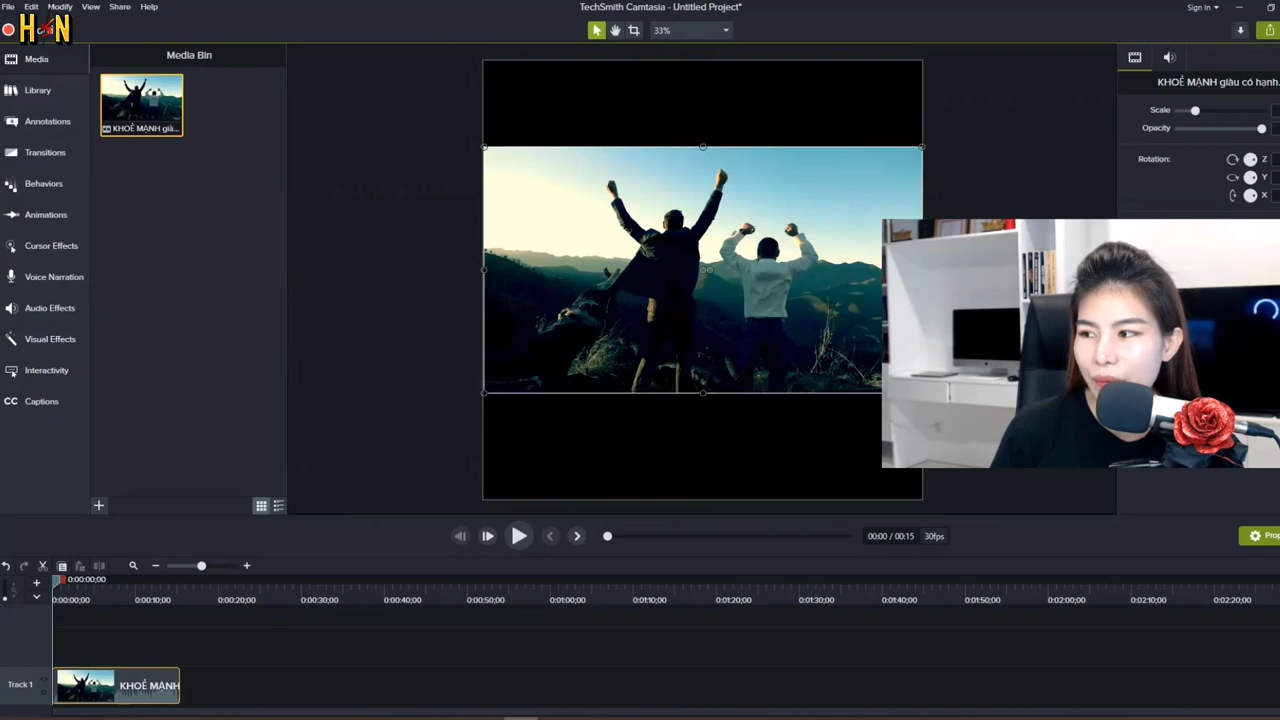 File Edit Modify View Share Help
TechSmith Camtasia - Untitled Project*
Sign In
H N
33%
Media
Media Bin
KHOẺ MẠNH giàu có hạnh...
Library
KHOẺ MẠNH già...
Scale
Annotations
Opacity
Transitions
Rotation:
Z
Behaviors
Y
X
Animations
Cursor Effects
Voice Narration
Audio Effects
Visual Effects
Interactivity
CC Captions
00:00 / 00:15 30fps
0:00:00;00
0:00:00;00 0:00:10;00 0:00:20;00 0:00:30;00 0:00:40;00 0:00:50;00 0:01:00;00 0:01:10;00 0:01:20;00 0:01:30;00 0:01:40;00 0:01:50;00 0:02:00;00 0:02:10;00 0:02:20;00
Track 1
KHOẺ MẠNH